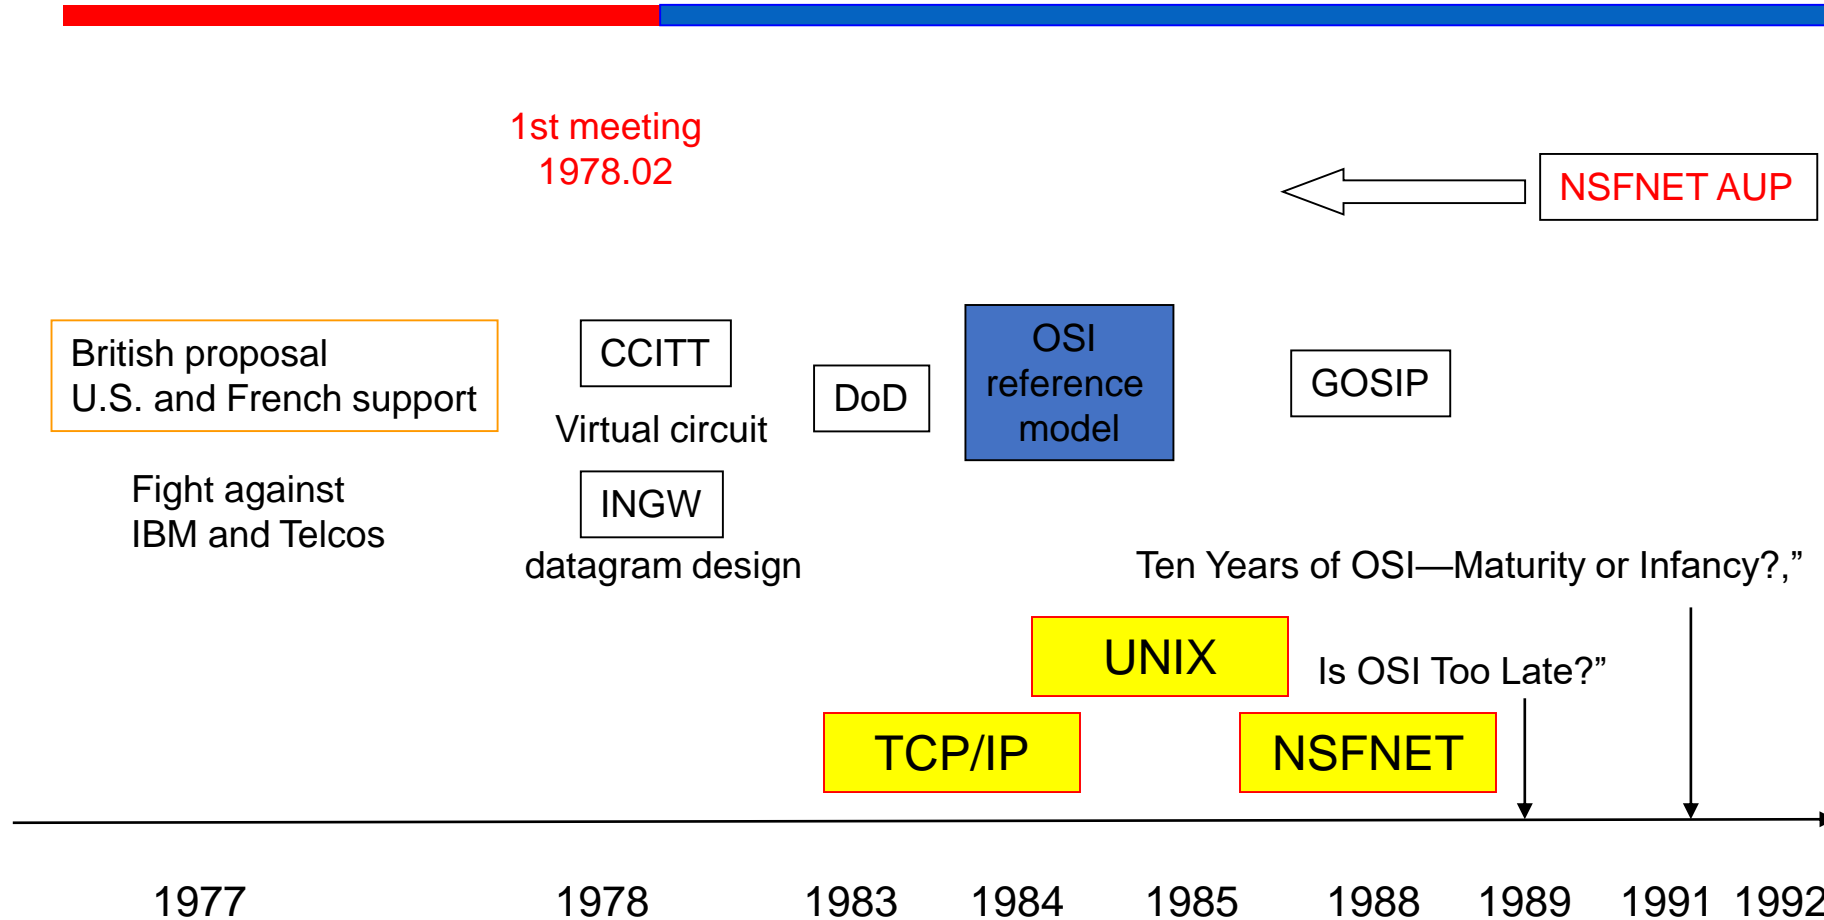 1st meeting
1978.02
NSFNET AUP
British proposal
U.S. and French support
CCITT
Virtual circuit
DoD
OSI
reference
model
GOSIP
Fight against
IBM and Telcos
INGW
datagram design
Ten Years of OSI—Maturity or Infancy?,”
UNIX
Is OSI Too Late?”
TCP/IP
NSFNET
1977 1978 1983 1984 1985 1988 1989 1991 1992